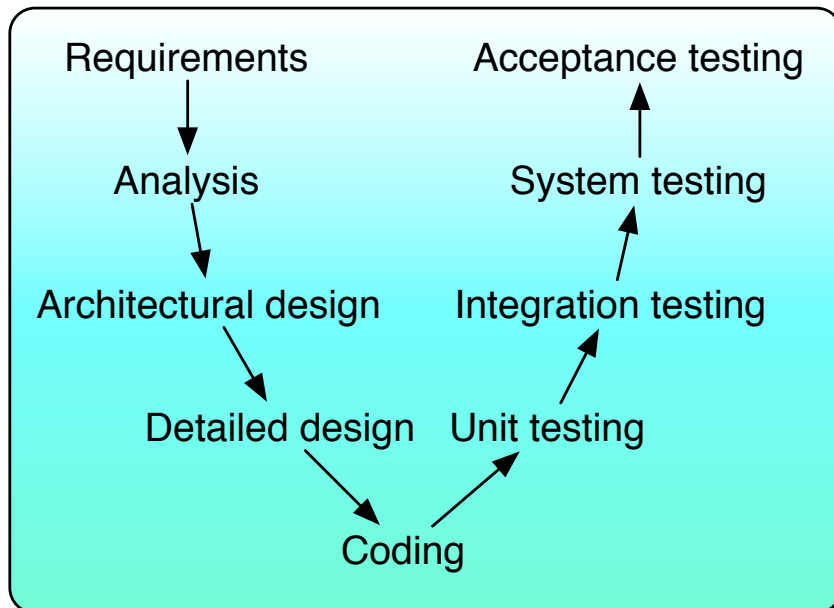 Requirements
Acceptance testing
Analysis
System testing
Architectural design
Integration testing
Detailed design
Unit testing
Coding